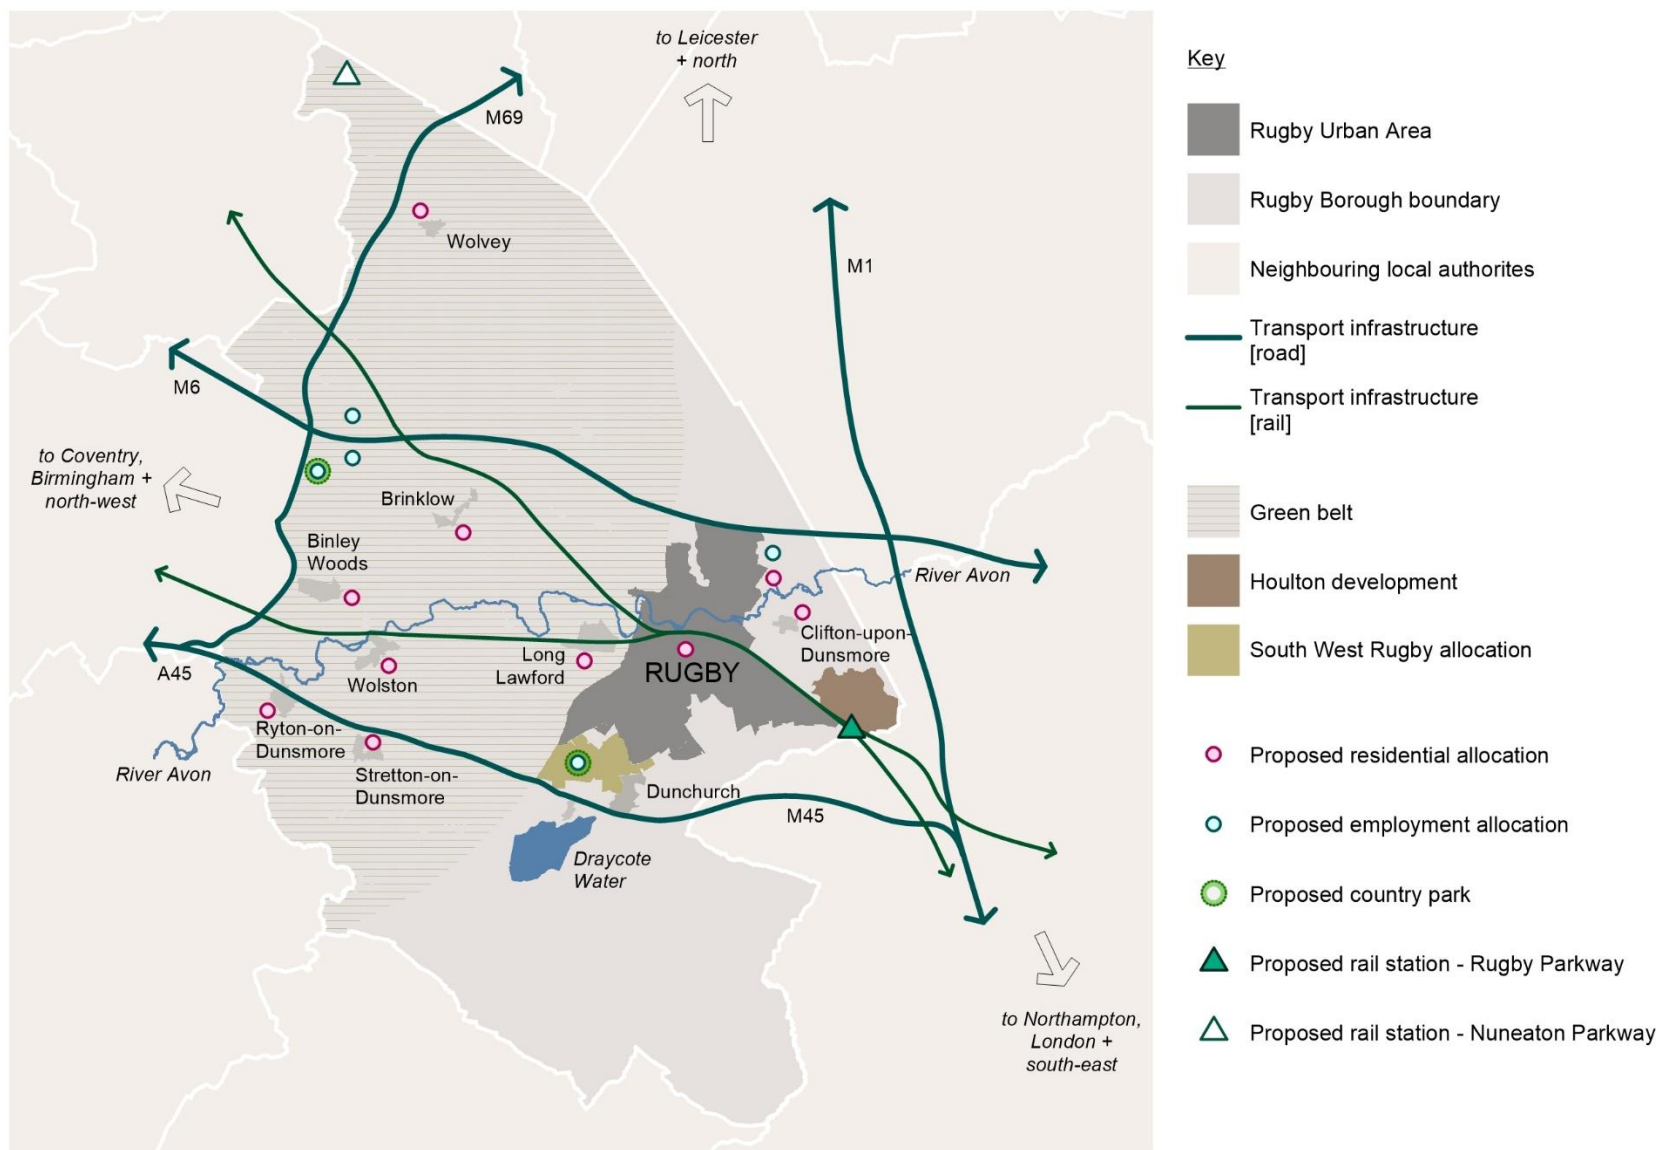 to Leicester
+ north
M69
Wolvey
M1
M6
to Coventry,
Birmingham +
north-west
Brinklow
Binley
Woods
River Avon
Clifton-upon-
Dunsmore
Long
Lawford
RUGBY
A45
Wolston
Ryton-on-
Dunsmore
River Avon
Stretton-on-
Dunsmore
Dunchurch
M45
Draycote
Water
to Northampton,
London +
south-east
Key
Rugby Urban Area
Rugby Borough boundary
Neighbouring local authorites
Transport infrastructure
[road]
Transport infrastructure
[rail]
Green belt
Houlton development
South West Rugby allocation
Proposed residential allocation
Proposed employment allocation
Proposed country park
Proposed rail station - Rugby Parkway
Proposed rail station - Nuneaton Parkway